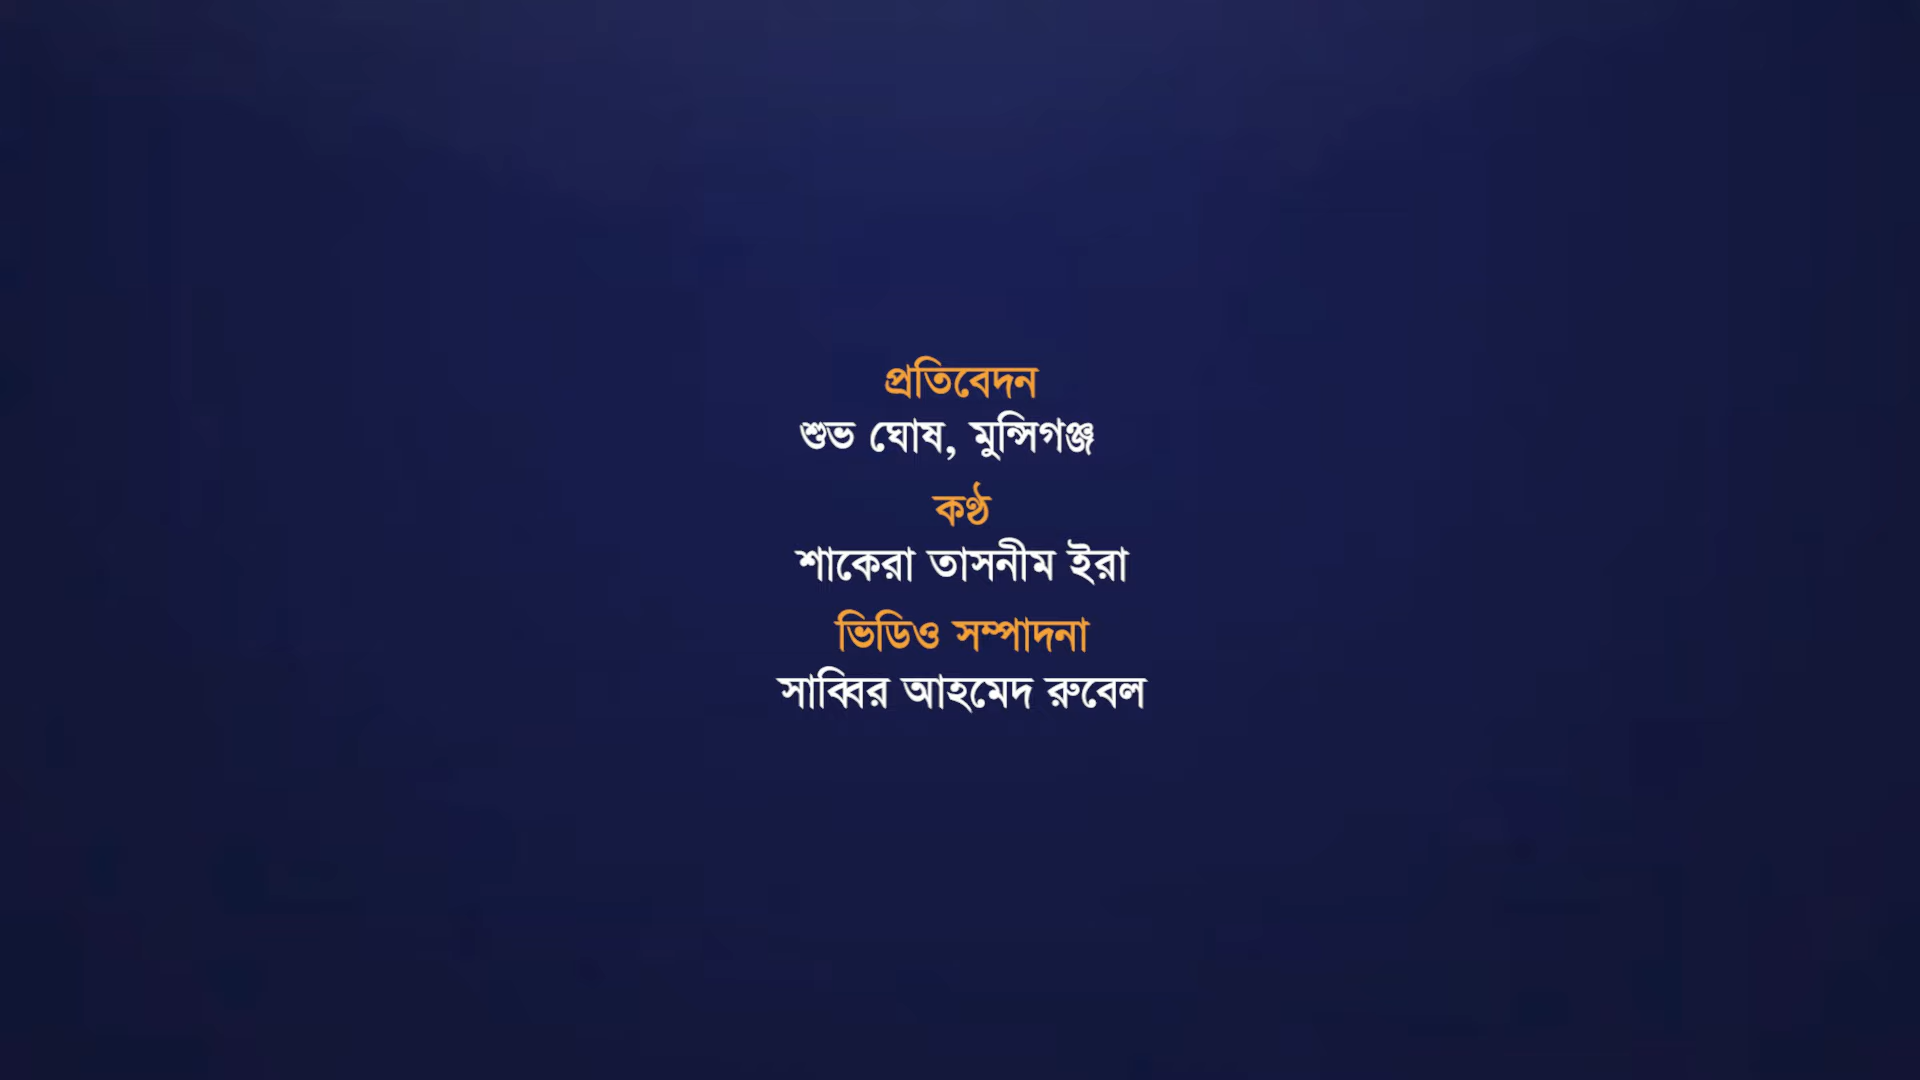 প্রতিবেদন
শুভ ঘোষ, মুন্সিগঞ্জ
কণ্ঠ
শাকেরা তাসনীম ইরা
ভিডিও সম্পাদনা
সাব্বির আহমেদ রুবেল